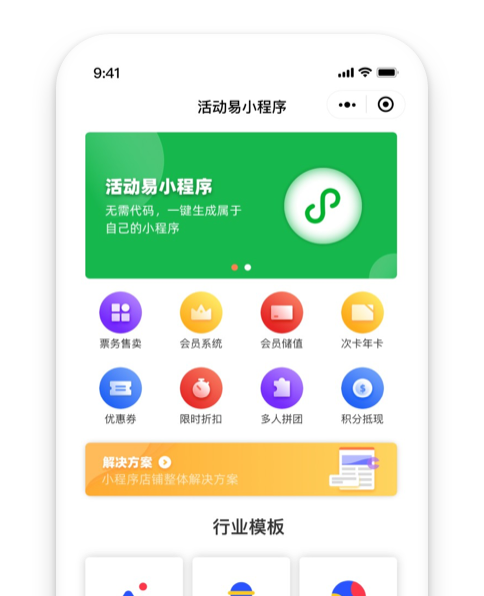 9:41
活动易小程序
活动易小程序
无需代码，一键生成属于
自己的小程序
票务售卖
会员系统
会员储值
次卡年卡
优惠券
限时折扣
多人拼团
积分抵现
解决方案
小程序店铺整体解决方案
行业模板